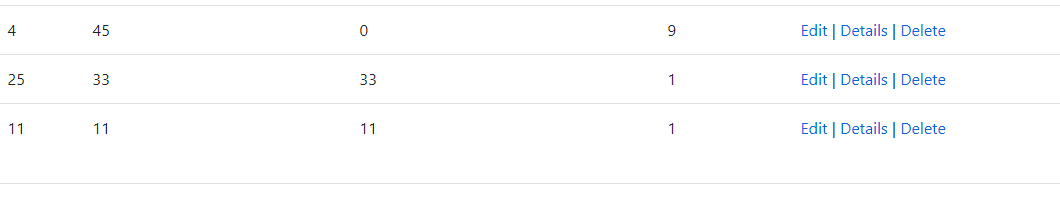 4 45 0 9 Edit | Details | Delete
25 33 33 1 Edit | Details | Delete
11 11 11 1 Edit | Details | Delete